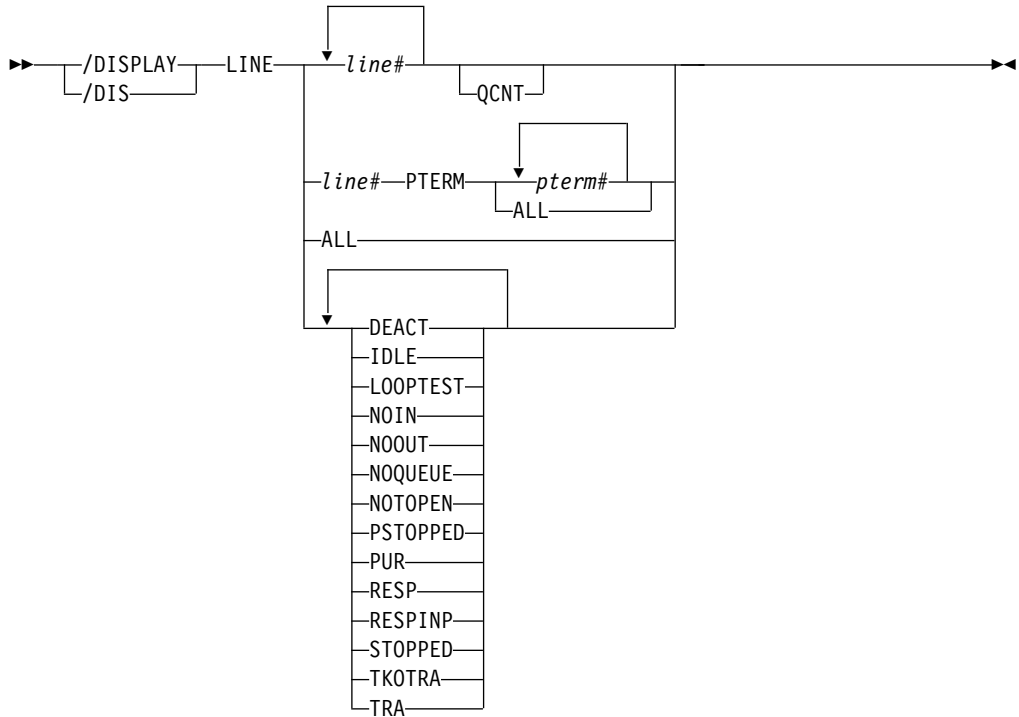 /DISPLAY LINE line#
/DIS QCNT
line# PTERM pterm#
ALL
ALL
DEACT
IDLE
LOOPTEST
NOIN
NOOUT
NOQUEUE
NOTOPEN
PSTOPPED
PUR
RESP
RESPINP
STOPPED
TKOTRA
TRA